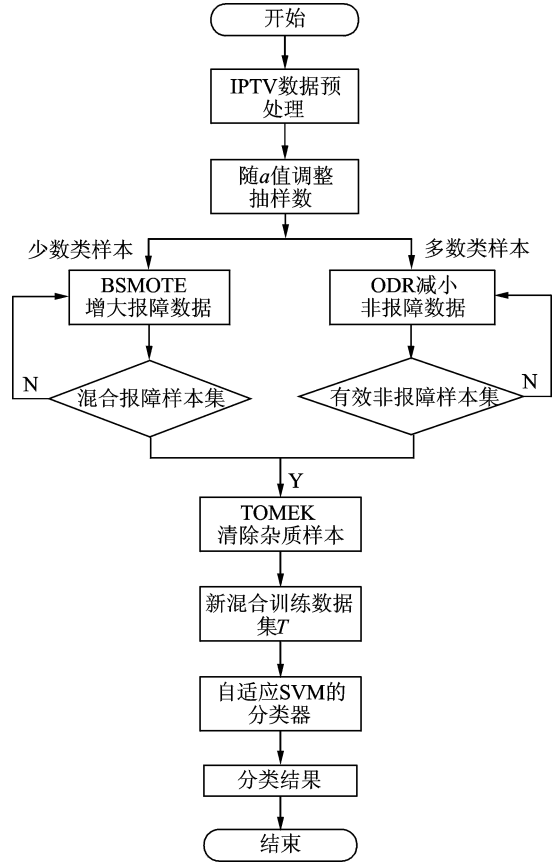 开始
IPTV数据预
处理
随a值调整
抽样数
少数类样本
多数类样本
BSMOTE
增大报障数据
ODR减小
非报障数据
N
混合报障样本集
有效非报障样本集
N
Y
TOMEK
清除杂质样本
新混合训练数据
集T
自适应SVM的
分类器
分类结果
结束